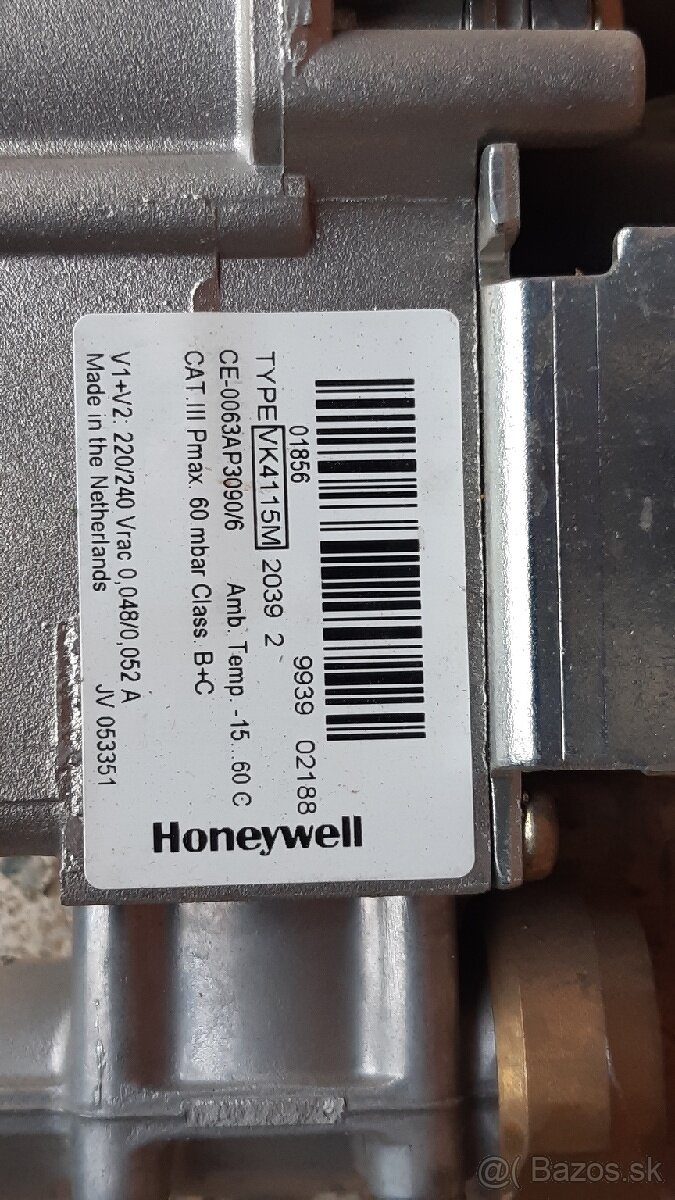 01856 9939 02188
TYPE VK4115M 2039 2
CE-0063AP3090/6 Amb. Temp. -15...60 C
CAT. III Pmax. 60 mbar Class. B+C
V1+V2: 220/240 Vrac 0,048/0,052 A
Made in the Netherlands JV 053351
Honeywell
@( Bazos.sk